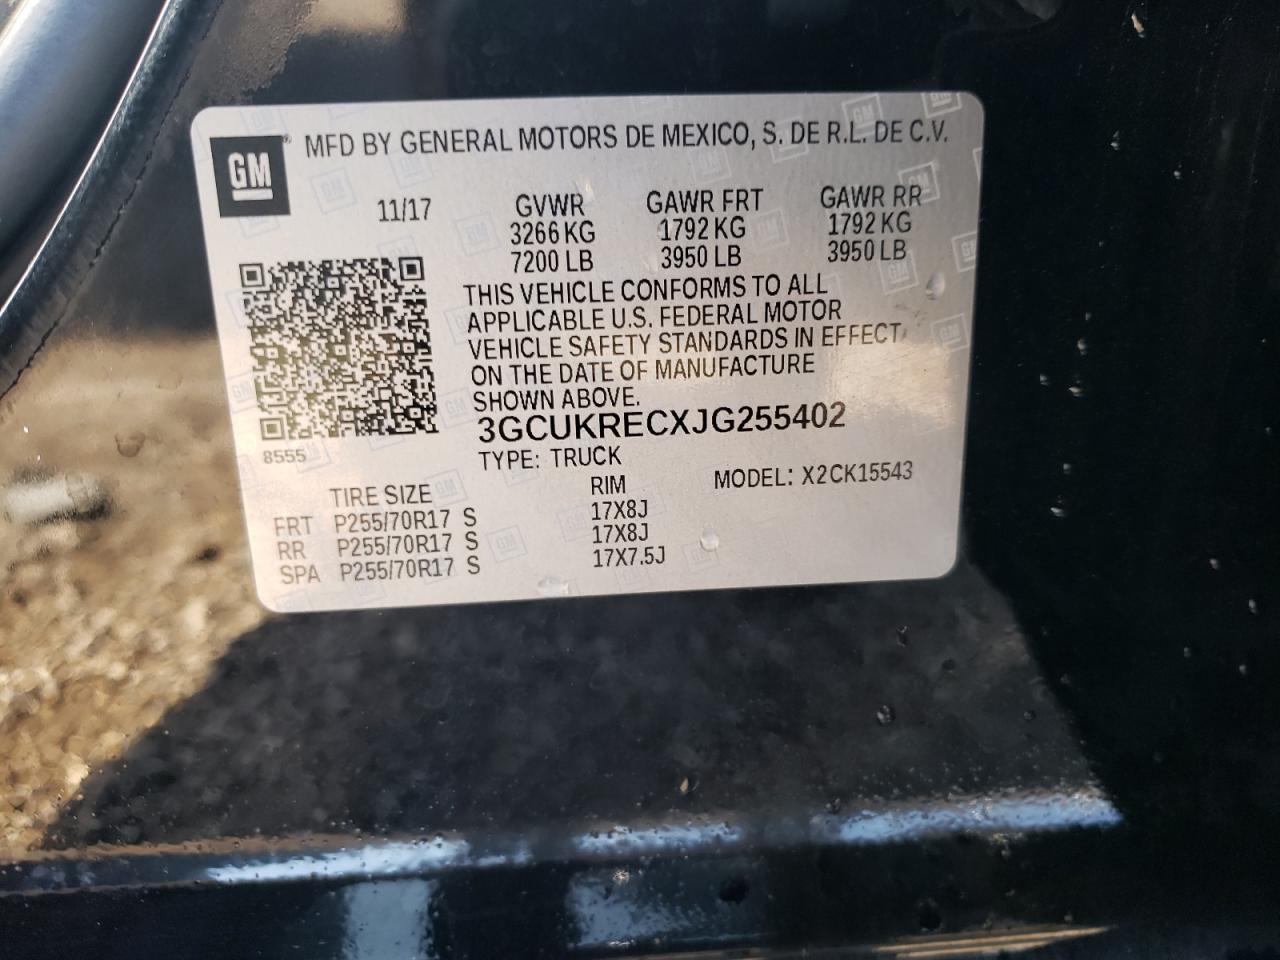 GM® MFD BY GENERAL MOTORS DE MEXICO, S. DE R.L. DE C.V.
11/17 GVWR GAWR FRT GAWR RR
3266 KG 1792 KG 1792 KG
7200 LB 3950 LB 3950 LB
THIS VEHICLE CONFORMS TO ALL
APPLICABLE U.S. FEDERAL MOTOR
VEHICLE SAFETY STANDARDS IN EFFECT
ON THE DATE OF MANUFACTURE
SHOWN ABOVE.
3GCUKRECXJG255402
8555 TYPE: TRUCK MODEL: X2CK15543
TIRE SIZE RIM
FRT P255/70R17 S 17X8J
RR P255/70R17 S 17X8J
SPA P255/70R17 S 17X7.5J